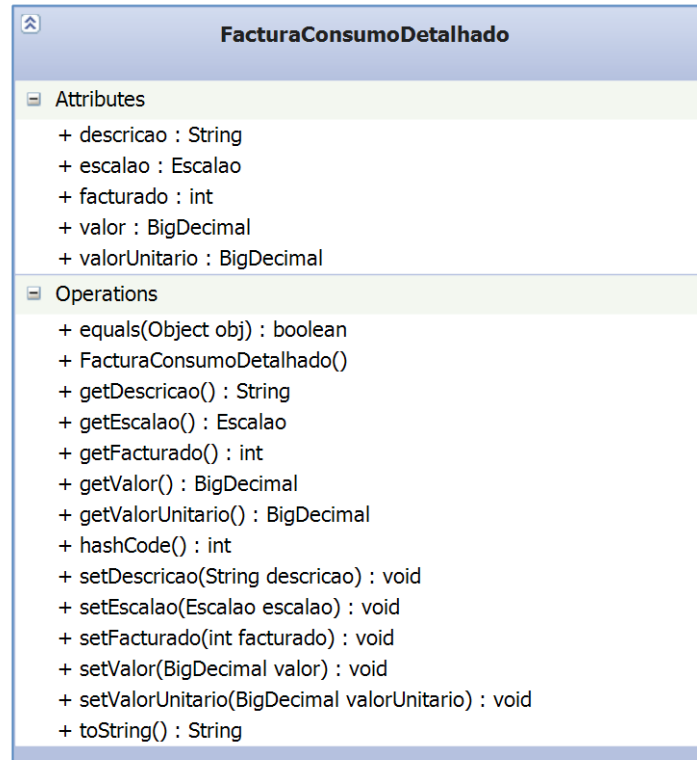 FacturaConsumoDetalhado
Attributes
+ descricao : String
+ escalao : Escalao
+ facturado : int
+ valor : BigDecimal
+ valorUnitario : BigDecimal
Operations
+ equals(Object obj) : boolean
+ FacturaConsumoDetalhado()
+ getDescricao() : String
+ getEscalao() : Escalao
+ getFacturado() : int
+ getValor() : BigDecimal
+ getValorUnitario() : BigDecimal
+ hashCode() : int
+ setDescricao(String descricao) : void
+ setEscalao(Escalao escalao) : void
+ setFacturado(int facturado) : void
+ setValor(BigDecimal valor) : void
+ setValorUnitario(BigDecimal valorUnitario) : void
+ toString() : String